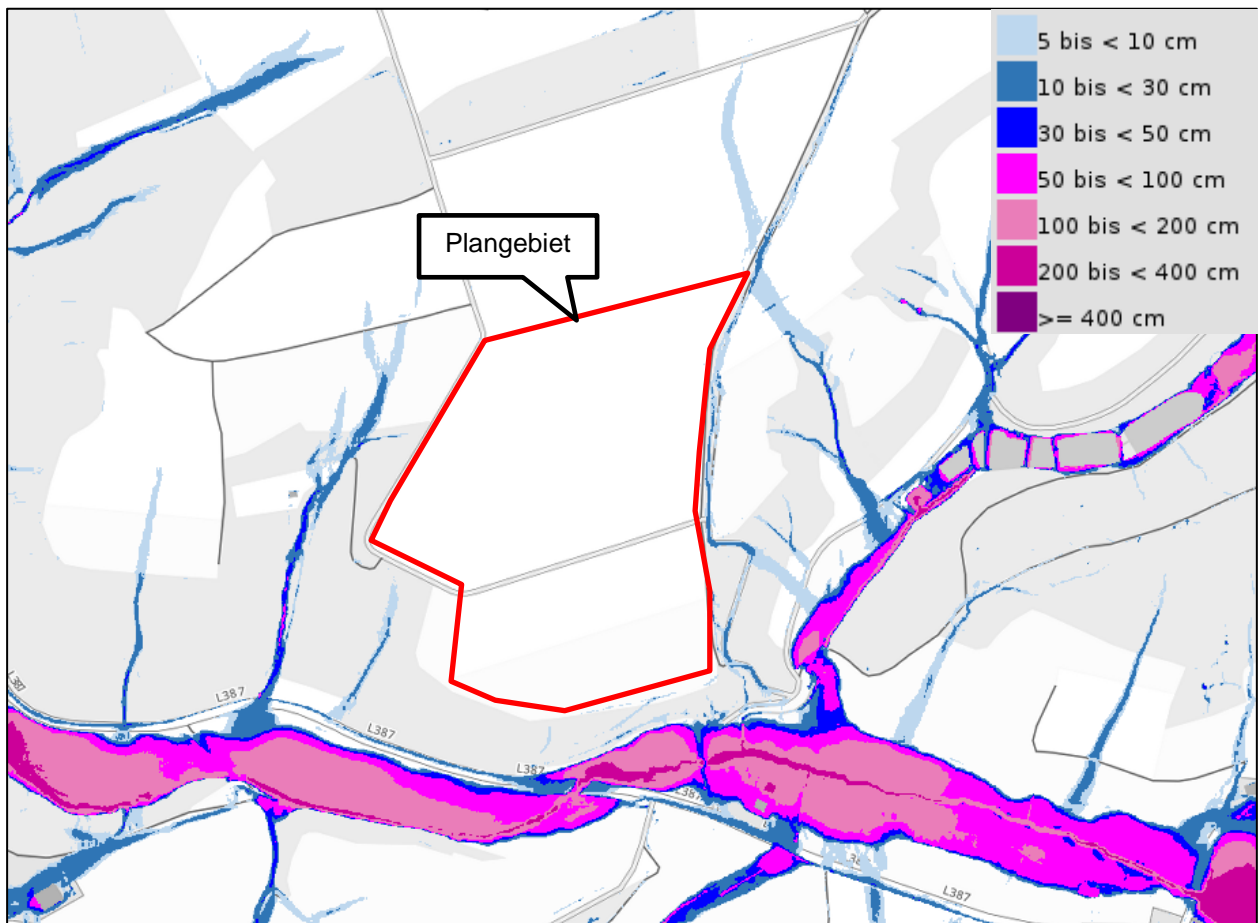 5 bis < 10 cm
10 bis < 30 cm
30 bis < 50 cm
50 bis < 100 cm
100 bis < 200 cm
200 bis < 400 cm
>= 400 cm
Plangebiet
L387
L387
L387
L387
L387
L387